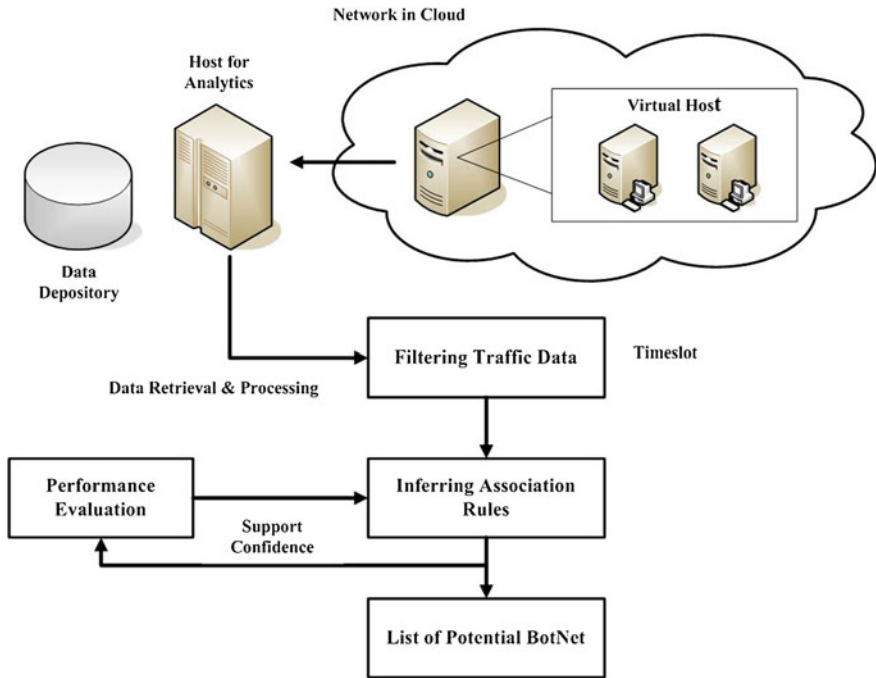 Network in Cloud
Host for
Analytics
Virtual Host
Data
Depository
Filtering Traffic Data
Timeslot
Data Retrieval & Processing
Performance
Evaluation
Inferring Association
Rules
Support
Confidence
List of Potential BotNet